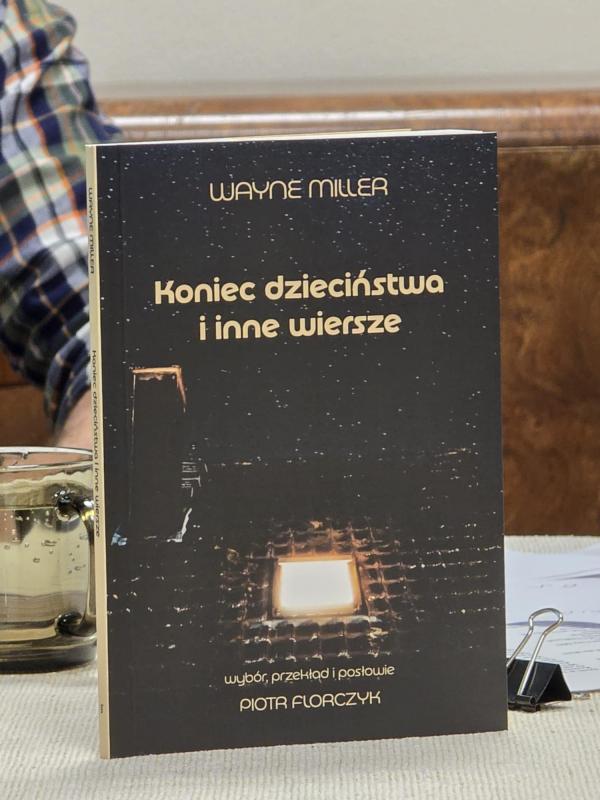 WAYNE MILLER
Koniec dzieciństwa
i inne wiersze
wybór, przekład i posłowie
PIOTR FLORCZYK
WAYNE MILLER
Koniec dzieciństwa i inne wiersze